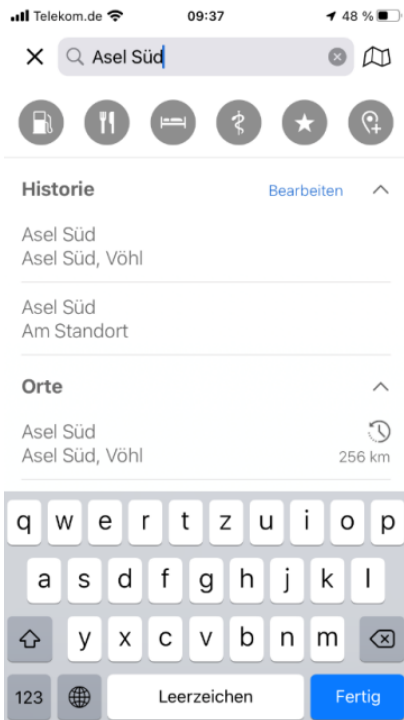 Telekom.de 09:37 48 %
Asel Süd
Historie Bearbeiten
Asel Süd
Asel Süd, Vöhl
Asel Süd
Am Standort
Orte
Asel Süd
Asel Süd, Vöhl 256 km
q w e r t z u i o p
a s d f g h j k l
y x c v b n m
123 Leerzeichen Fertig